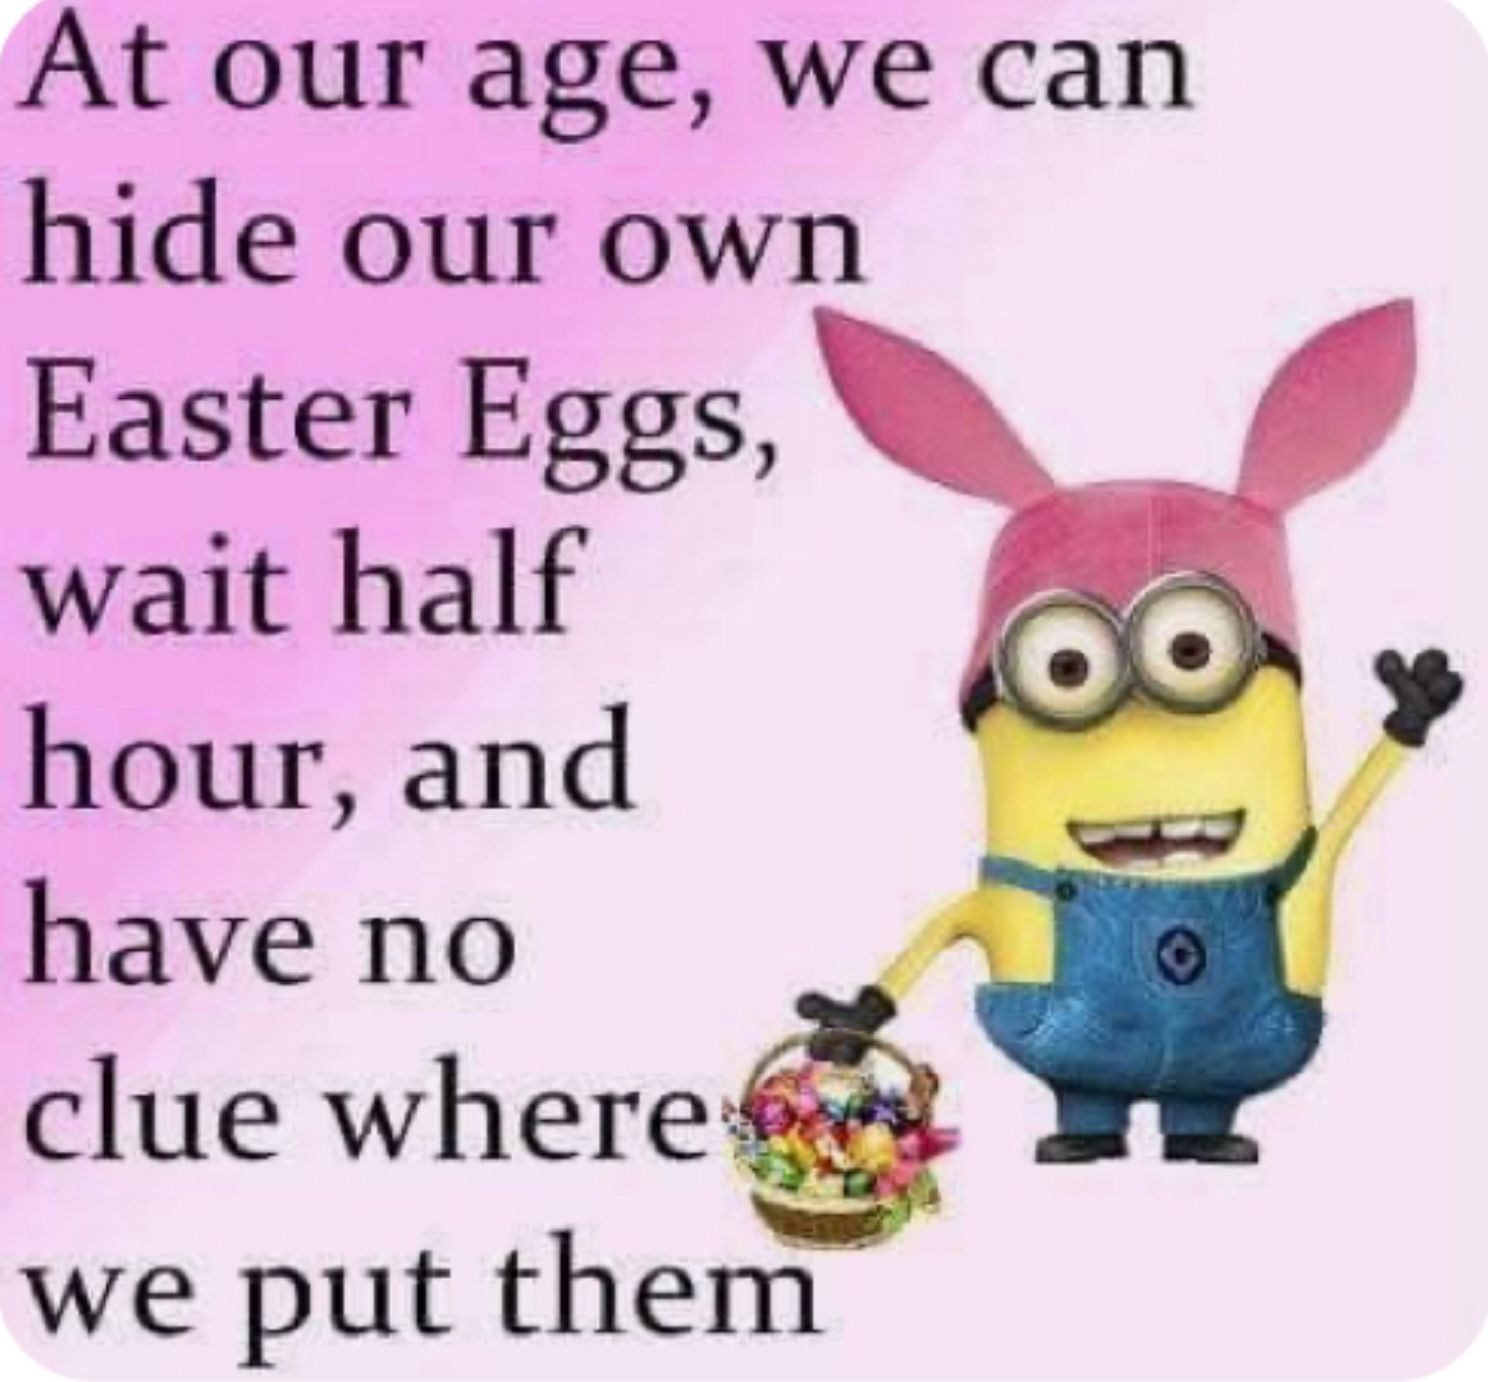 At our age, we can
hide our own
Easter Eggs,
wait half
hour, and
have no
clue where
we put them